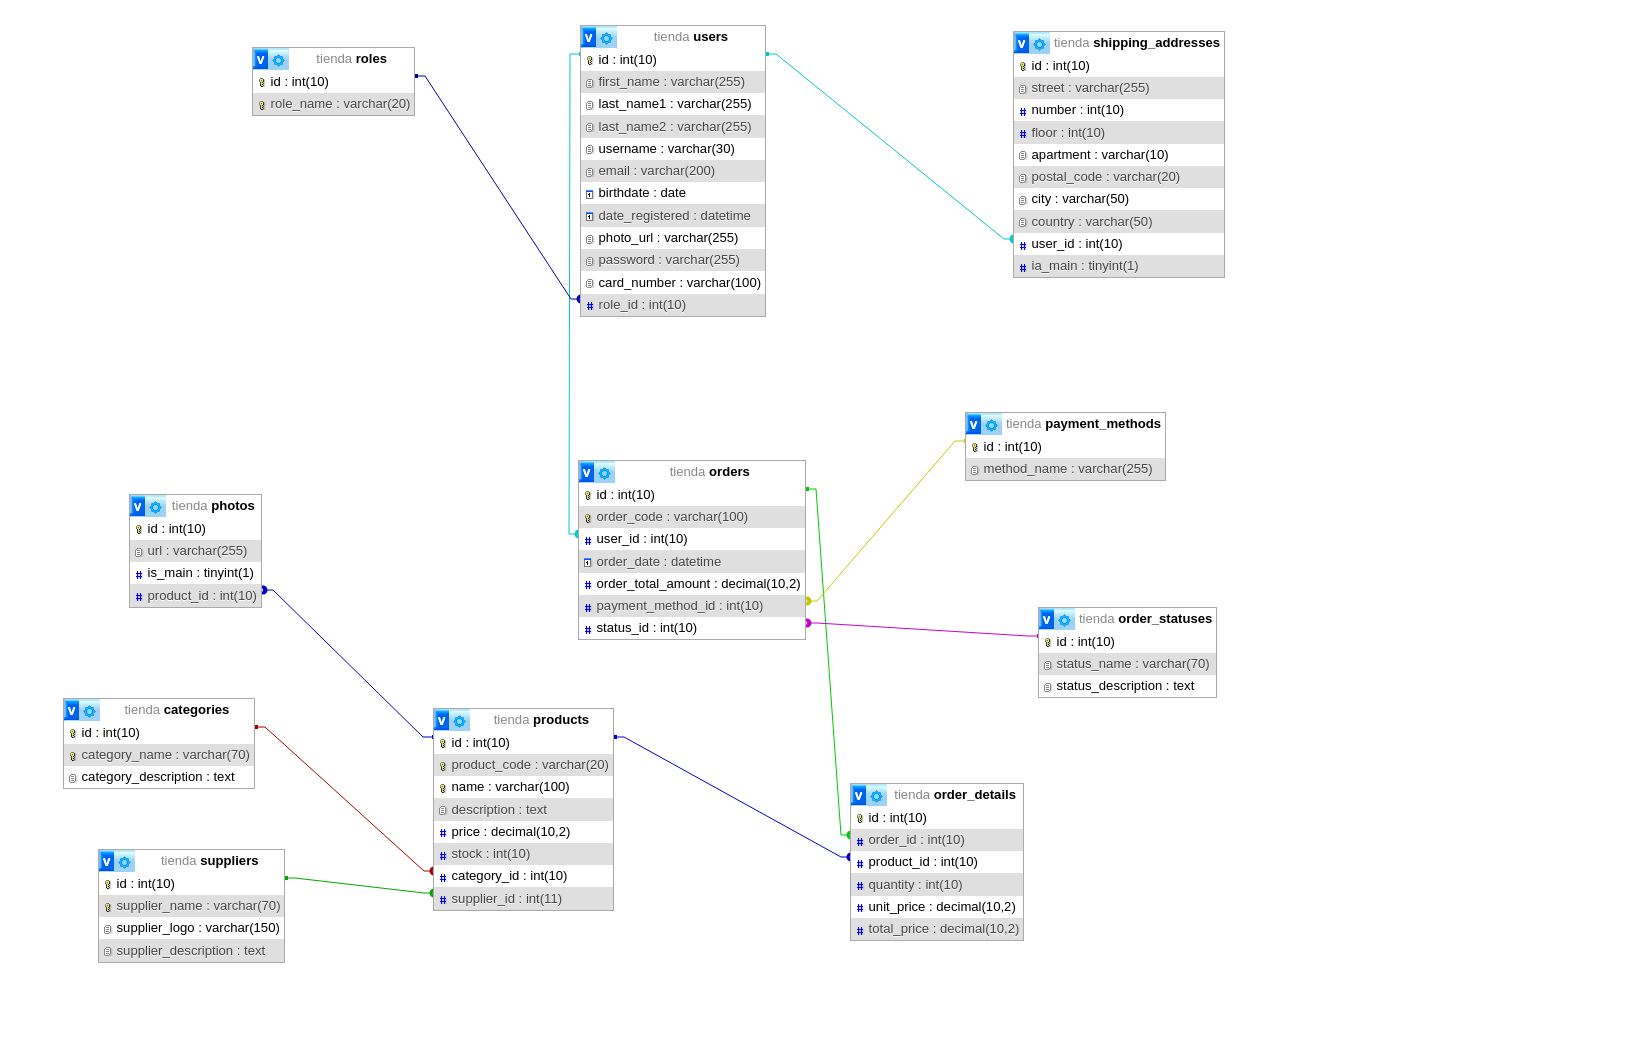 V tienda roles
id : int(10)
role_name : varchar(20)
V tienda users
id : int(10)
first_name : varchar(255)
last_name1 : varchar(255)
last_name2 : varchar(255)
username : varchar(30)
email : varchar(200)
birthdate : date
date_registered : datetime
photo_url : varchar(255)
password : varchar(255)
card_number : varchar(100)
# role_id : int(10)
V tienda shipping_addresses
id : int(10)
street : varchar(255)
# number : int(10)
# floor : int(10)
apartment : varchar(10)
postal_code : varchar(20)
city : varchar(50)
country : varchar(50)
# user_id : int(10)
# ia_main : tinyint(1)
V tienda payment_methods
id : int(10)
method_name : varchar(255)
V tienda orders
id : int(10)
order_code : varchar(100)
# user_id : int(10)
order_date : datetime
# order_total_amount : decimal(10,2)
# payment_method_id : int(10)
# status_id : int(10)
V tienda photos
id : int(10)
url : varchar(255)
# is_main : tinyint(1)
# product_id : int(10)
V tienda order_statuses
id : int(10)
status_name : varchar(70)
status_description : text
V tienda categories
id : int(10)
category_name : varchar(70)
category_description : text
V tienda products
id : int(10)
product_code : varchar(20)
name : varchar(100)
description : text
# price : decimal(10,2)
# stock : int(10)
# category_id : int(10)
# supplier_id : int(11)
V tienda order_details
id : int(10)
# order_id : int(10)
# product_id : int(10)
# quantity : int(10)
# unit_price : decimal(10,2)
# total_price : decimal(10,2)
V tienda suppliers
id : int(10)
supplier_name : varchar(70)
supplier_logo : varchar(150)
supplier_description : text